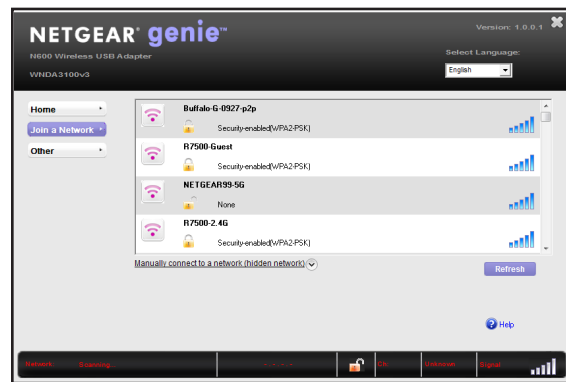 NETGEAR® genie™
Version: 1.0.0.1
N600 Wireless USB Adapter
Select Language:
WNDA3100v3
English
Home
Join a Network
Other
Buffalo-G-0927-p2p
Security-enabled(WPA2-PSK)
R7500-Guest
Security-enabled(WPA2-PSK)
NETGEAR99-5G
None
R7500-2.4G
Security-enabled(WPA2-PSK)
Manually connect to a network (hidden network)
Refresh
Help
Network: Scanning... -.-.-.- Ch: Unknown Signal: